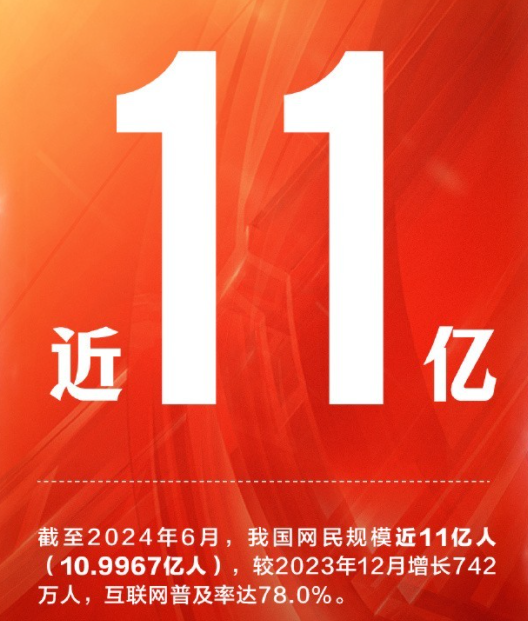 近11亿
截至2024年6月，我国网民规模近11亿人
（10.9967亿人），较2023年12月增长742
万人，互联网普及率达78.0%。